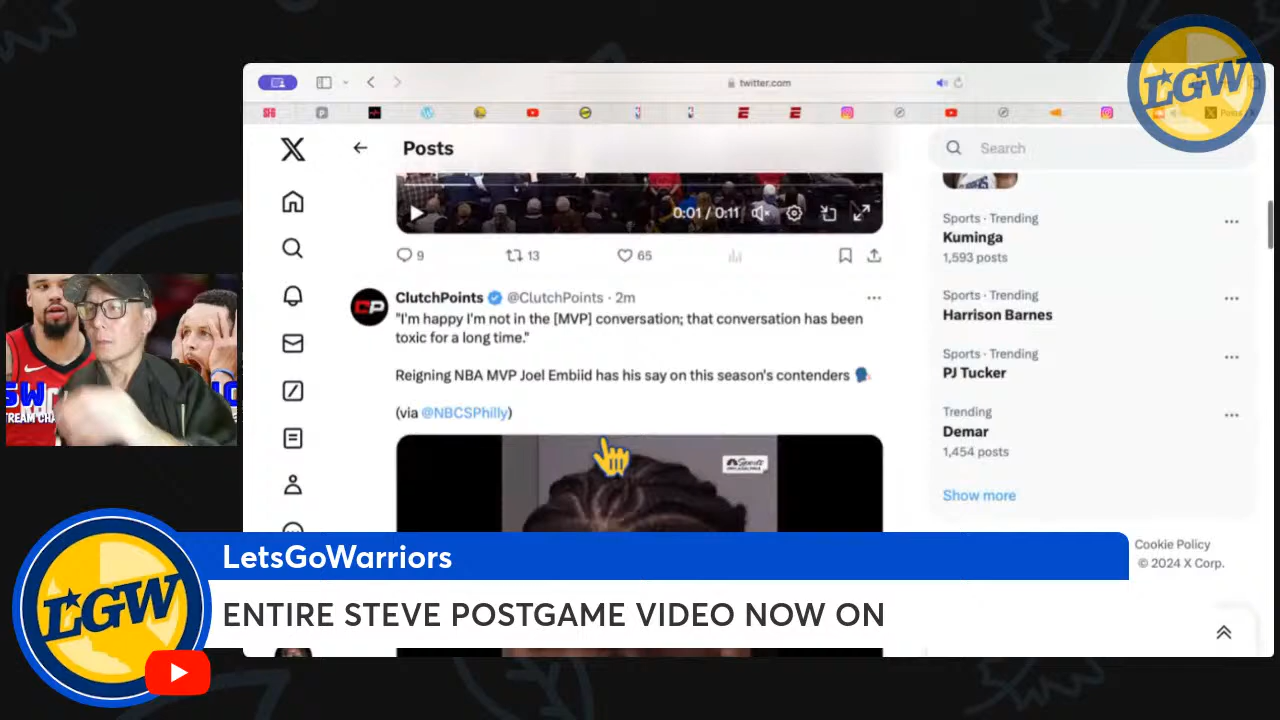 twitter.com
LGW
Posts
Search
0:01 / 0:11
Sports · Trending
Kuminga
1,593 posts
9
13
65
ClutchPoints @ClutchPoints · 2m
"I'm happy I'm not in the [MVP] conversation; that conversation has been
toxic for a long time."
Reigning NBA MVP Joel Embiid has his say on this season's contenders
(via @NBCSPhilly)
CP
Sports · Trending
Harrison Barnes
Sports · Trending
PJ Tucker
Trending
Demar
1,454 posts
Show more
Cookie Policy
© 2024 X Corp.
LetsGoWarriors
ENTIRE STEVE POSTGAME VIDEO NOW ON
LGW